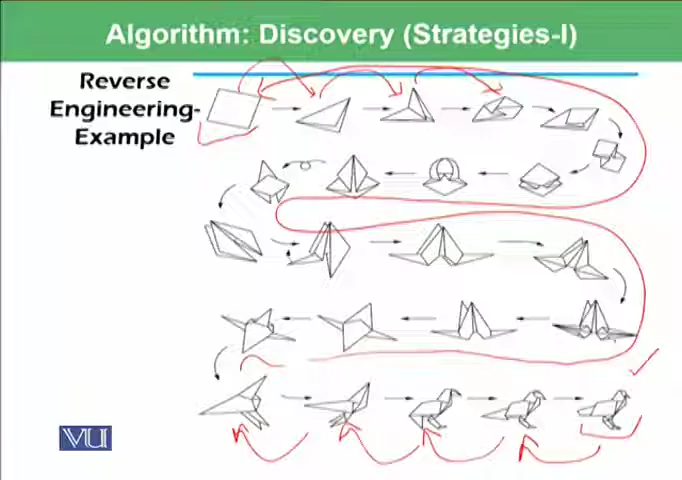 Algorithm: Discovery (Strategies-I)
Reverse
Engineering-
Example
VU